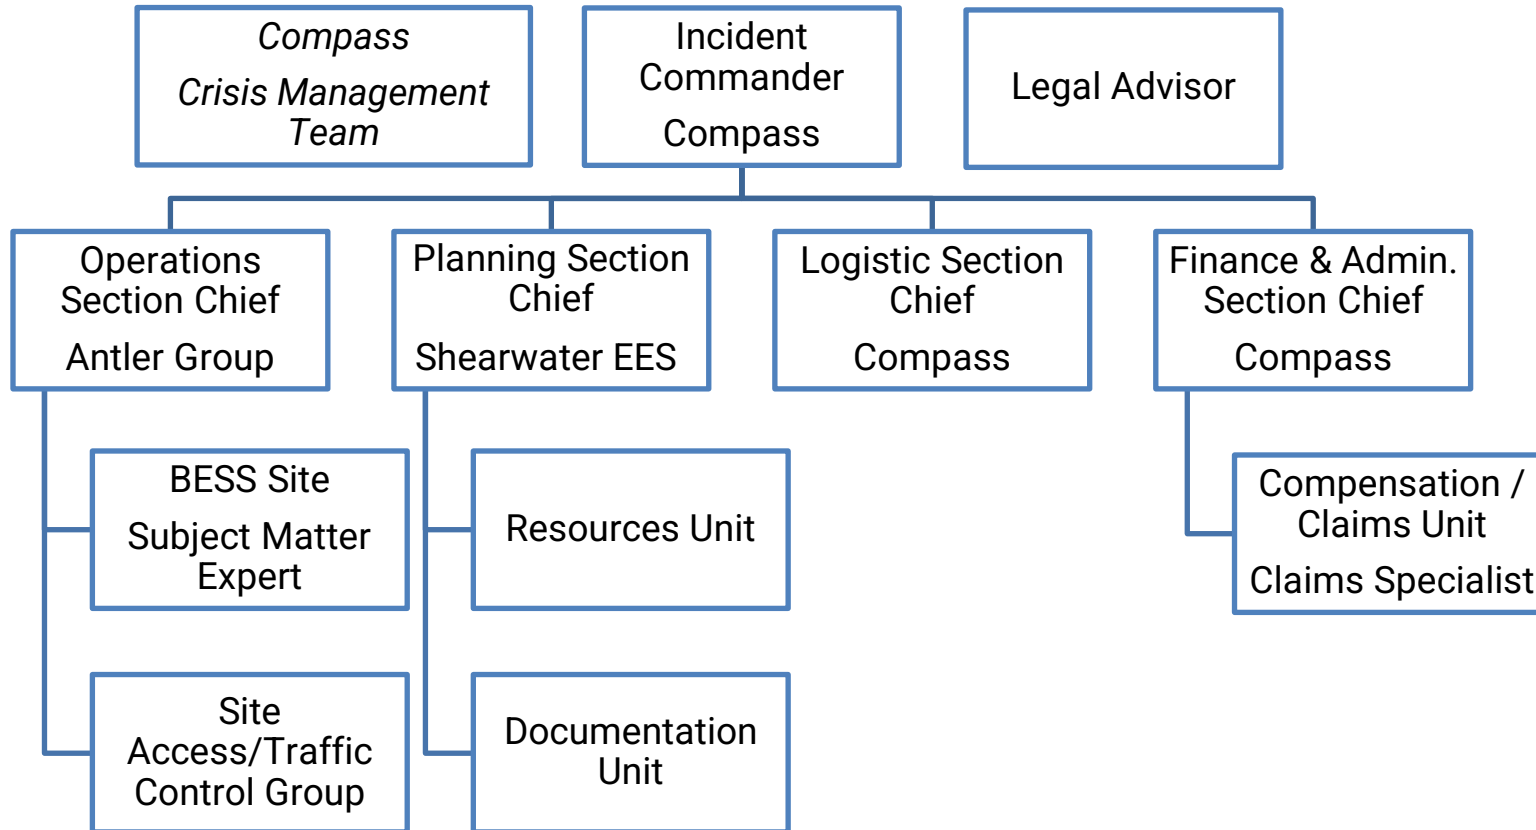 Compass
Crisis Management
Team
Incident
Commander
Compass
Legal Advisor
Operations
Section Chief
Antler Group
Planning Section
Chief
Shearwater EES
Logistic Section
Chief
Compass
Finance & Admin.
Section Chief
Compass
BESS Site
Subject Matter
Expert
Resources Unit
Compensation /
Claims Unit
Claims Specialist
Site
Access/Traffic
Control Group
Documentation
Unit